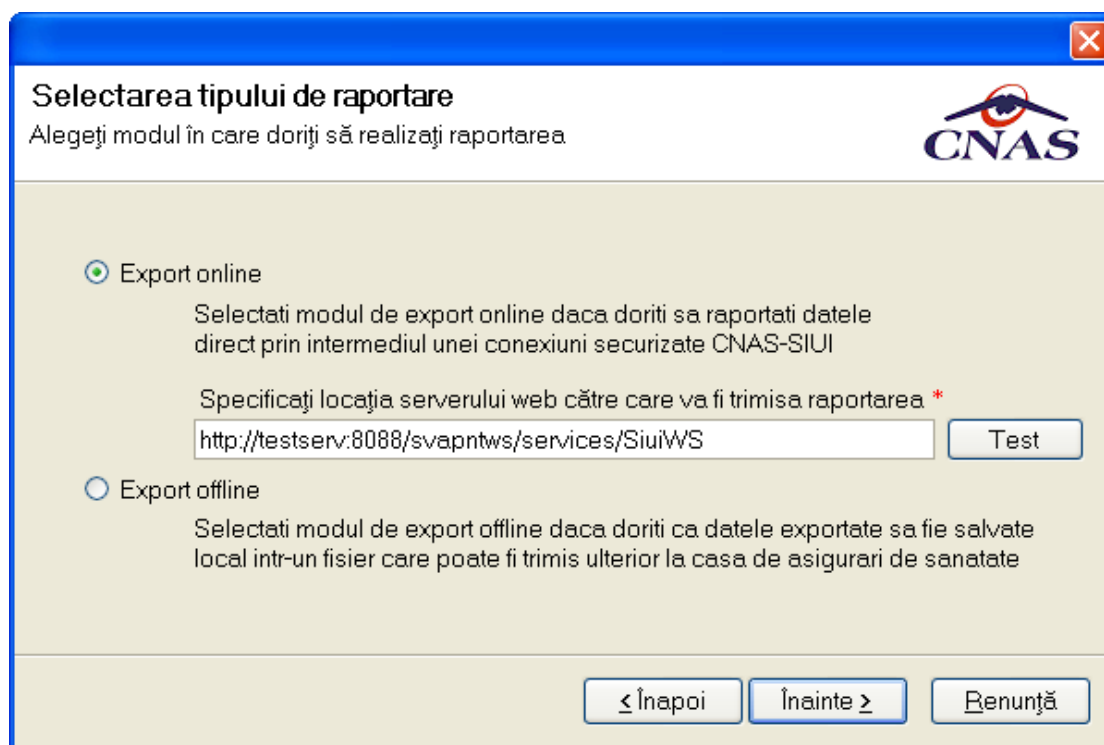 Selectarea tipului de raportare
Alegeţi modul în care doriţi să realizaţi raportarea
CNAS
Export online
Selectati modul de export online daca doriti sa raportati datele
direct prin intermediul unei conexiuni securizate CNAS-SIUI
Specificaţi locaţia serverului web către care va fi trimisa raportarea *
http://testserv:8088/svapntws/services/SiuiWS
Test
Export offline
Selectati modul de export offline daca doriti ca datele exportate sa fie salvate
local intr-un fisier care poate fi trimis ulterior la casa de asigurari de sanatate
< Înapoi
Înainte >
Renunţă